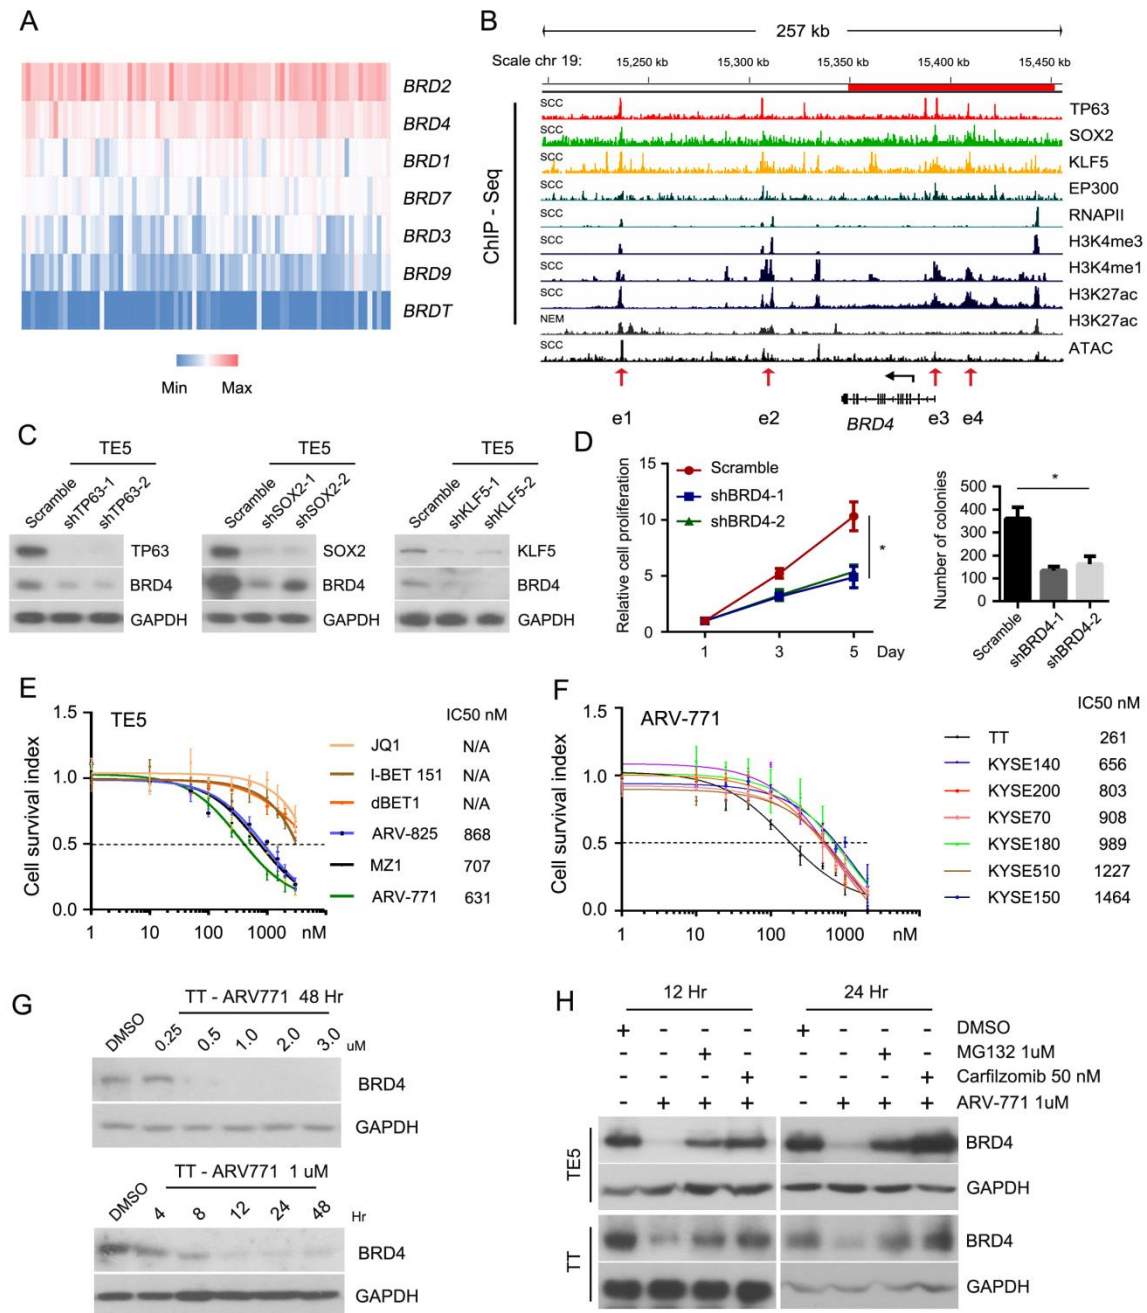 A
BRD2
BRD4
BRD1
BRD7
BRD3
BRD9
BRDT
Min Max
B
257 kb
Scale chr 19: 15,250 kb 15,300 kb 15,350 kb 15,400 kb 15,450 kb
ChIP - Seq
SCC TP63
SCC SOX2
SCC KLF5
SCC EP300
SCC RNAPII
SCC H3K4me3
SCC H3K4me1
SCC H3K27ac
NEM H3K27ac
SCC ATAC
e1 e2 BRD4 e3 e4
C
TE5
Scramble shTP63-1 shTP63-2
TP63
BRD4
GAPDH
TE5
Scramble shSOX2-1 shSOX2-2
SOX2
BRD4
GAPDH
TE5
Scramble shKLF5-1 shKLF5-2
KLF5
BRD4
GAPDH
D
Relative cell proliferation
15
10
5
0
1 3 5 Day
Scramble
shBRD4-1
shBRD4-2
*
Number of colonies
500
400
300
200
100
0
*
Scramble shBRD4-1 shBRD4-2
E
TE5
Cell survival index
1.5
1.0
0.5
0.0
1 10 100 1000 nM
IC50 nM
JQ1 N/A
I-BET 151 N/A
dBET1 N/A
ARV-825 868
MZ1 707
ARV-771 631
F
ARV-771
Cell survival index
1.5
1.0
0.5
0.0
1 10 100 1000 nM
IC50 nM
TT 261
KYSE140 656
KYSE200 803
KYSE70 908
KYSE180 989
KYSE510 1227
KYSE150 1464
G
TT - ARV771 48 Hr
DMSO 0.25 0.5 1.0 2.0 3.0 uM
BRD4
GAPDH
TT - ARV771 1 uM
DMSO 4 8 12 24 48 Hr
BRD4
GAPDH
H
12 Hr 24 Hr
+ - - - + - - - DMSO
- - + - - - + - MG132 1uM
- - - + - - - + Carfilzomib 50 nM
- + + + - + + + ARV-771 1uM
TE5
BRD4
GAPDH
TT
BRD4
GAPDH